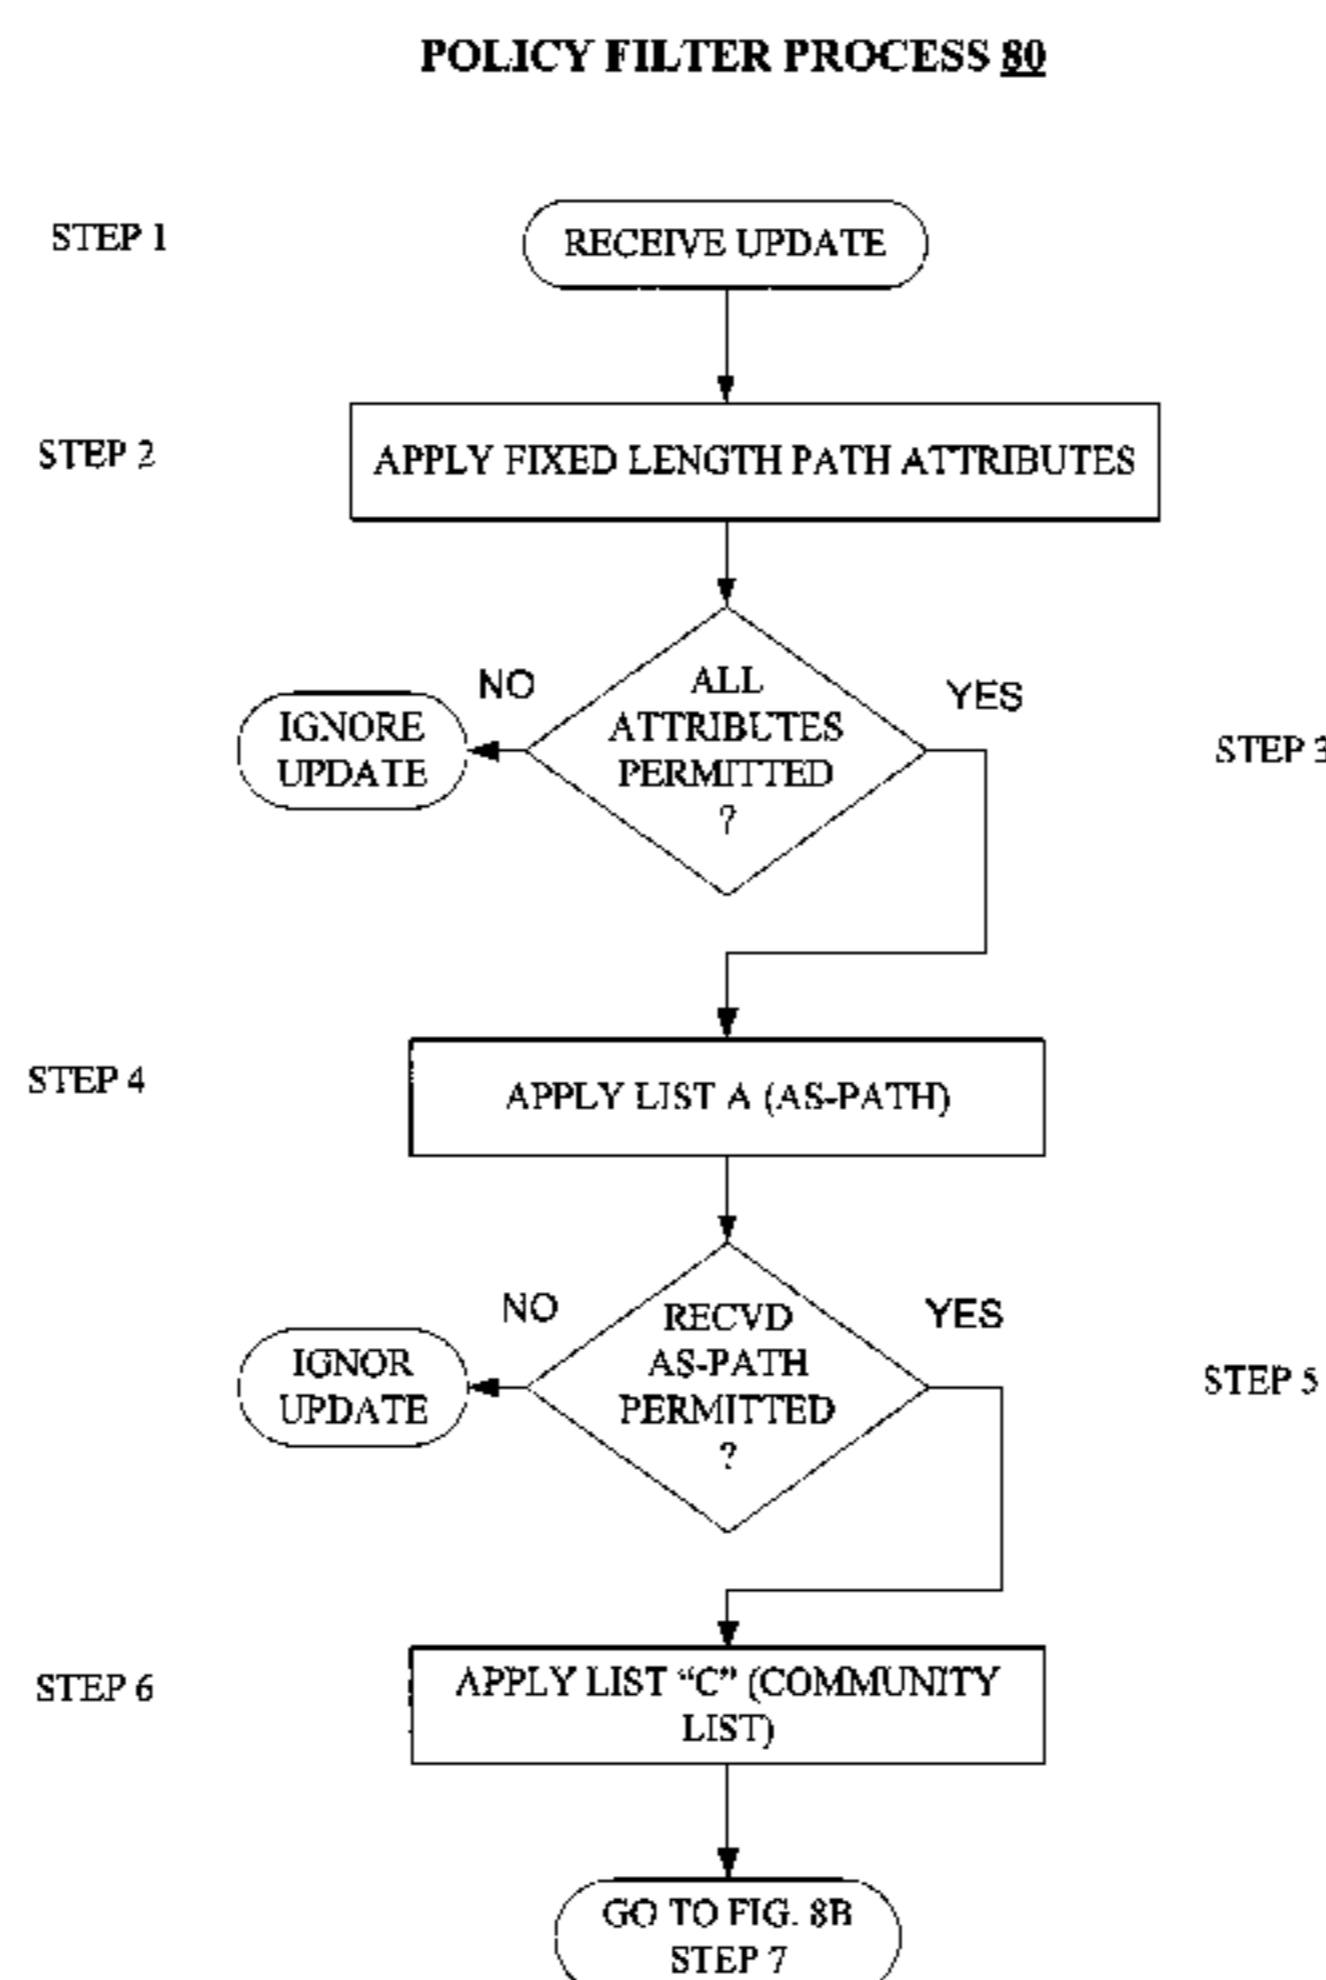 POLICY FILTER PROCESS 80
STEP 1
RECEIVE UPDATE
STEP 2
APPLY FIXED LENGTH PATH ATTRIBUTES
NO
ALL
ATTRIBUTES
PERMITTED
?
YES
IGNORE
UPDATE
STEP 3
STEP 4
APPLY LIST A (AS-PATH)
NO
RECVD
AS-PATH
PERMITTED
?
YES
IGNOR
UPDATE
STEP 5
STEP 6
APPLY LIST “C” (COMMUNITY
LIST)
GO TO FIG. 8B
STEP 7